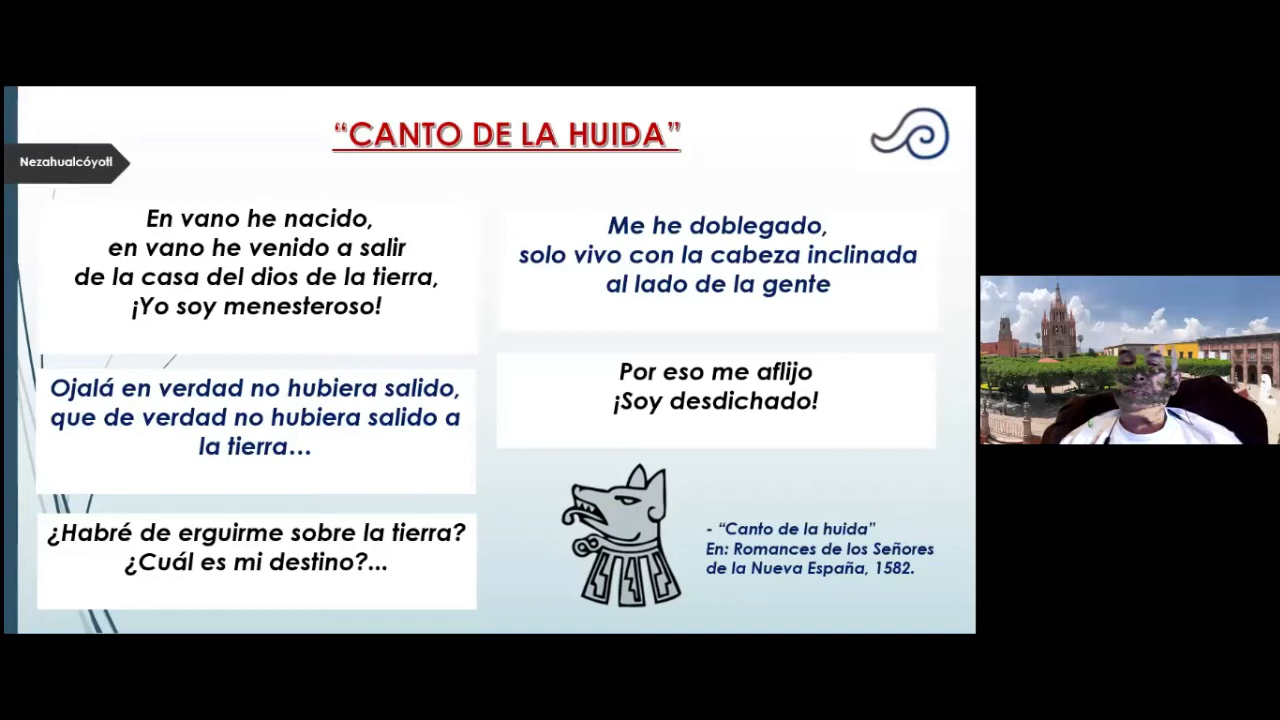 “CANTO DE LA HUIDA”
Nezahualcóyotl
En vano he nacido,
en vano he venido a salir
de la casa del dios de la tierra,
¡Yo soy menesteroso!
Ojalá en verdad no hubiera salido,
que de verdad no hubiera salido a
la tierra…
¿Habré de erguirme sobre la tierra?
¿Cuál es mi destino?...
Me he doblegado,
solo vivo con la cabeza inclinada
al lado de la gente
Por eso me aflijo
¡Soy desdichado!
- “Canto de la huida”
En: Romances de los Señores
de la Nueva España, 1582.